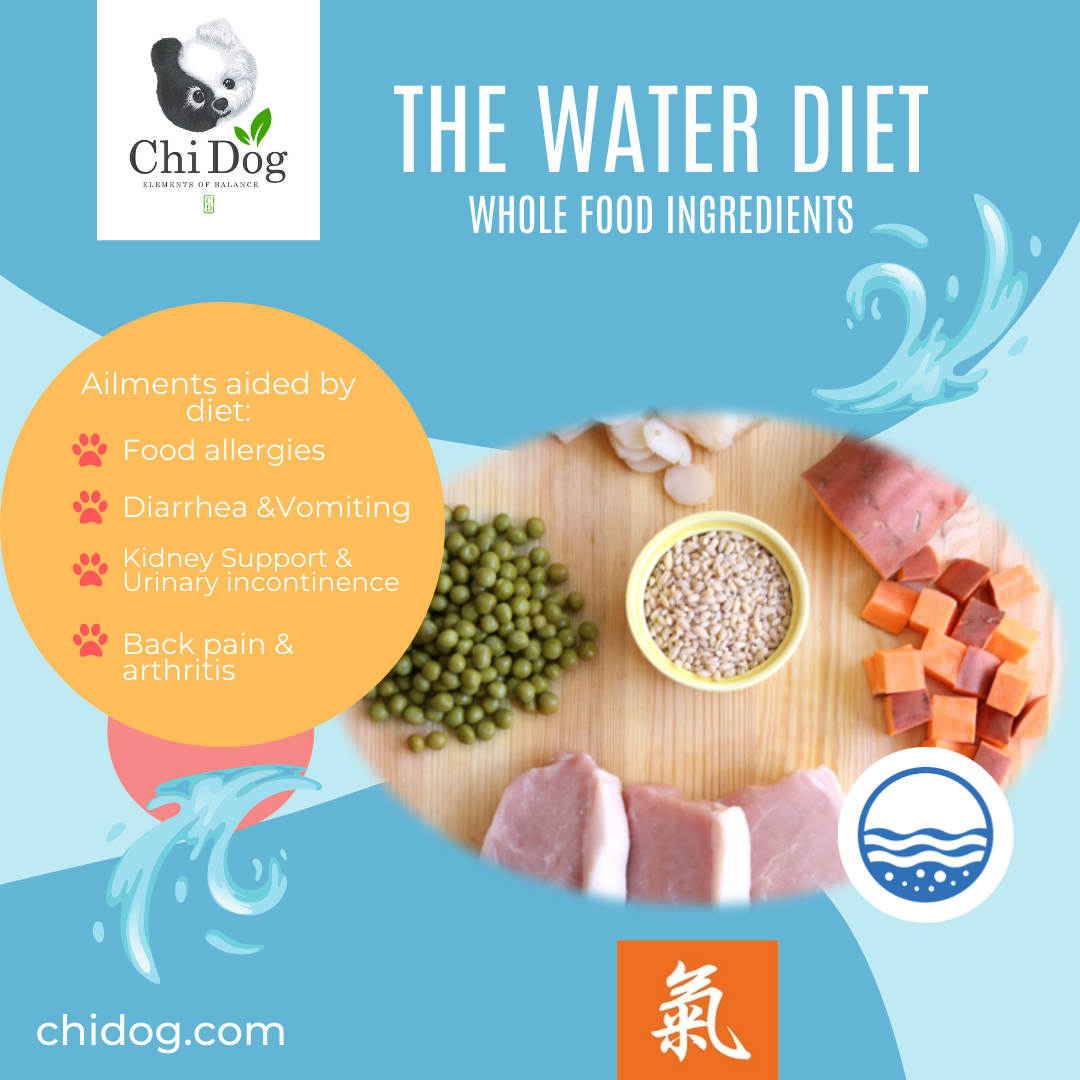 Chi Dog
ELEMENTS OF BALANCE
C
D
THE WATER DIET
WHOLE FOOD INGREDIENTS
Ailments aided by
diet:
Food allergies
Diarrhea &Vomiting
Kidney Support &
Urinary incontinence
Back pain &
arthritis
chidog.com
氣